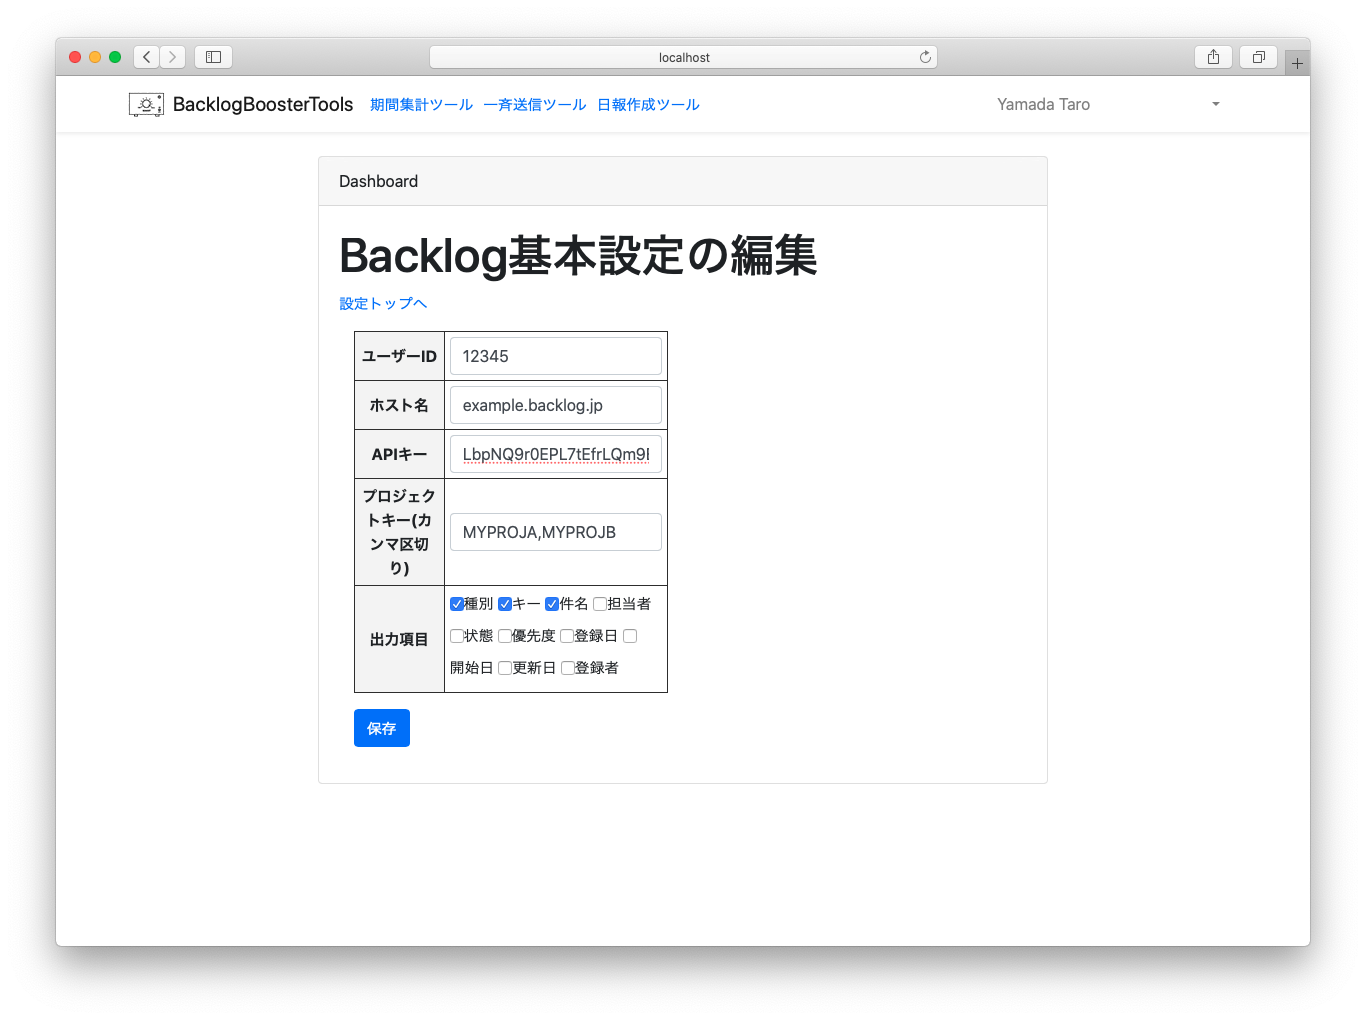 localhost
BacklogBoosterTools 期間集計ツール 一斉送信ツール 日報作成ツール Yamada Taro
Dashboard
Backlog基本設定の編集
設定トップへ
ユーザーID 12345
ホスト名 example.backlog.jp
APIキー LbpNQ9r0EPL7tEfrLQm9
プロジェク
トキー(カ
ンマ区切
り)
MYPROJA,MYPROJB
出力項目
種別 キー 件名 担当者
状態 優先度 登録日
開始日 更新日 登録者
保存